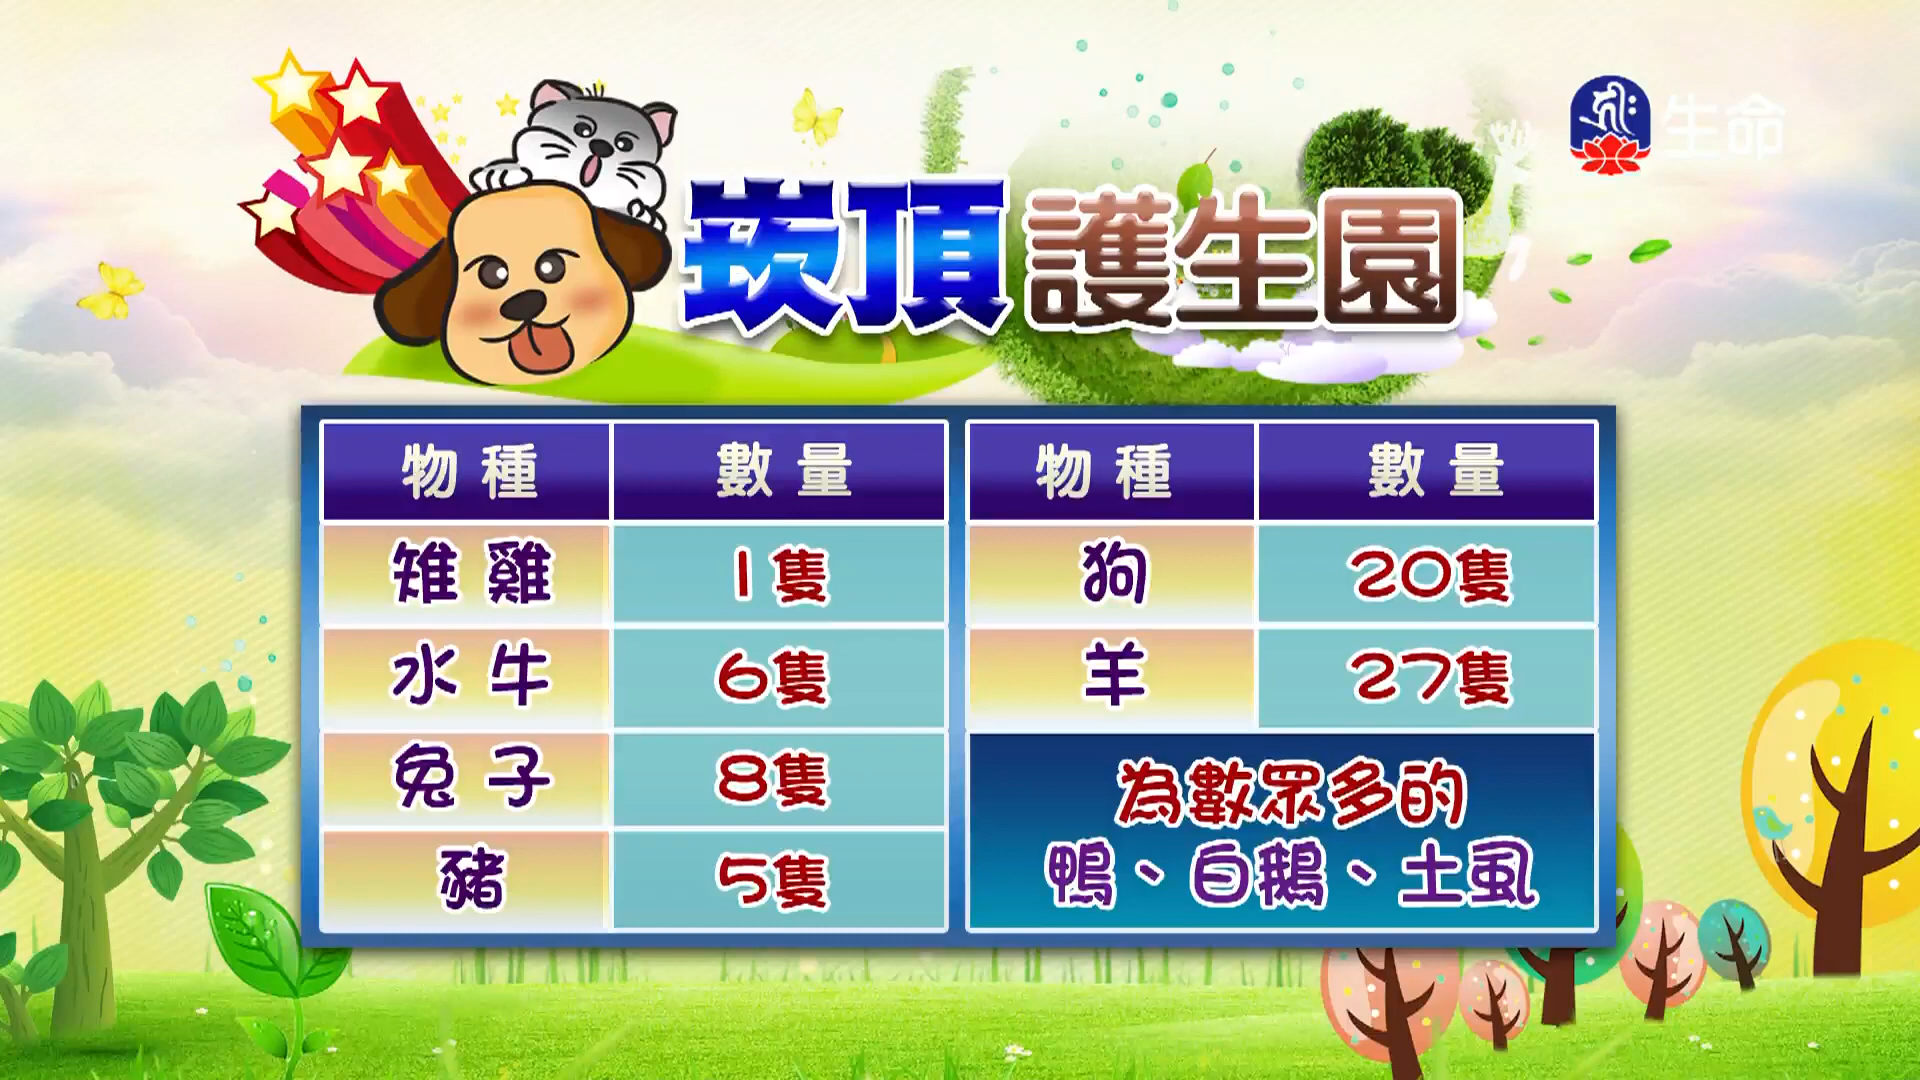 生命
崁頂護生園
物種 數量
雉雞 1隻
水牛 6隻
兔子 8隻
豬 5隻
物種 數量
狗 20隻
羊 27隻
為數眾多的
鴨、白鵝、土虱